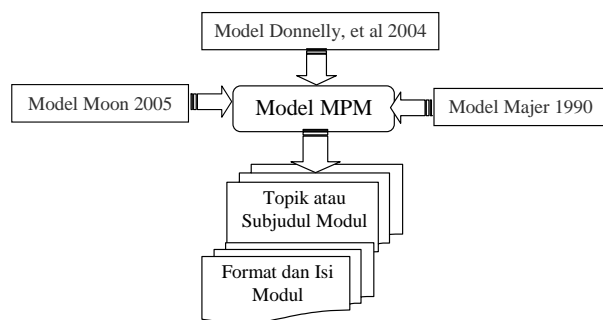 Model Donnelly, et al 2004
Model Moon 2005
Model MPM
Model Majer 1990
Topik atau
Subjudul Modul
Format dan Isi
Modul